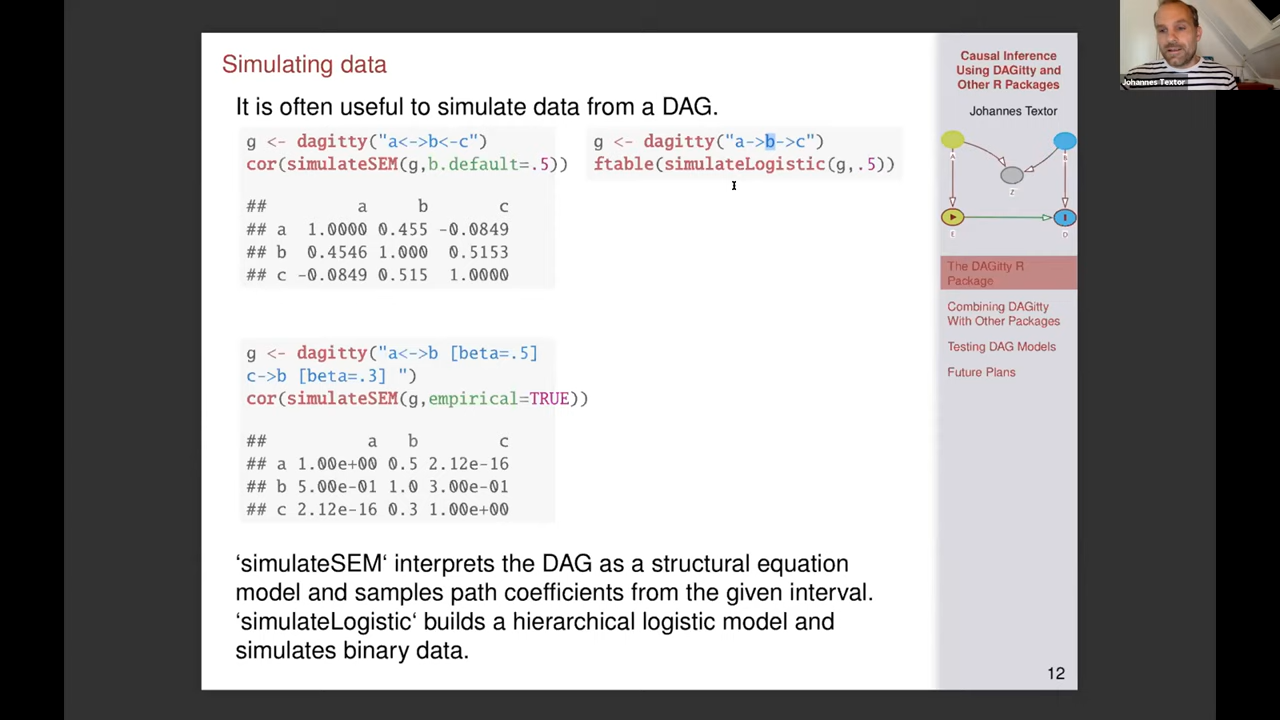 Simulating data
It is often useful to simulate data from a DAG.
g <- dagitty("a<->b<-c")
cor(simulateSEM(g,b.default=.5))
##         a     b       c
## a  1.0000 0.455 -0.0849
## b  0.4546 1.000  0.5153
## c -0.0849 0.515  1.0000
g <- dagitty("a->b->c")
ftable(simulateLogistic(g,.5))
g <- dagitty("a<->b [beta=.5]
c->b [beta=.3] ")
cor(simulateSEM(g,empirical=TRUE))
##          a   b        c
## a 1.00e+00 0.5 2.12e-16
## b 5.00e-01 1.0 3.00e-01
## c 2.12e-16 0.3 1.00e+00
‘simulateSEM‘ interprets the DAG as a structural equation
model and samples path coefficients from the given interval.
‘simulateLogistic‘ builds a hierarchical logistic model and
simulates binary data.
Causal Inference
Using DAGitty and
Other R Packages
Johannes Textor
A
Z
E
D
The DAGitty R
Package
Combining DAGitty
With Other Packages
Testing DAG Models
Future Plans
12
Johannes Textor